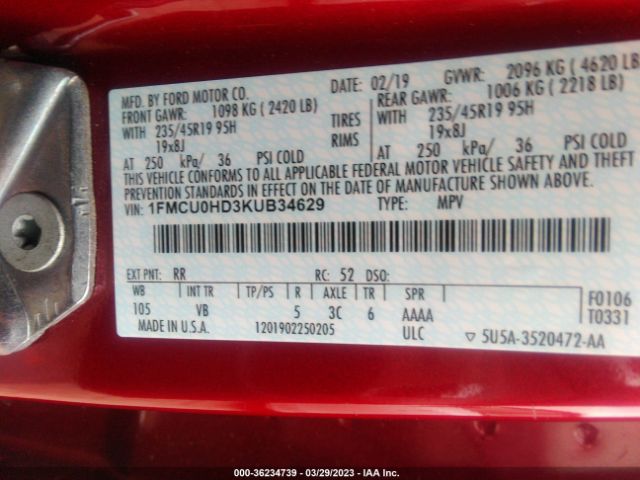 MFD. BY FORD MOTOR CO. DATE: 02/19 GVWR: 2096 KG ( 4620 LB)
FRONT GAWR: 1098 KG ( 2420 LB) REAR GAWR: 1006 KG ( 2218 LB)
WITH 235/45R19 95H TIRES WITH 235/45R19 95H
19x8J RIMS 19x8J
AT 250 kPa/ 36 PSI COLD AT 250 kPa/ 36 PSI COLD
THIS VEHICLE CONFORMS TO ALL APPLICABLE FEDERAL MOTOR VEHICLE SAFETY AND THEFT
PREVENTION STANDARDS IN EFFECT ON THE DATE OF MANUFACTURE SHOWN ABOVE.
VIN: 1FMCU0HD3KUB34629 TYPE: MPV
EXT PNT: RR RC: 52 DSO:
WB INT TR TP/PS R AXLE TR SPR F0106
105 VB 5 3C 6 AAAA T0331
MADE IN U.S.A. 1201902250205 ULC ▽ 5U5A-3520472-AA
000-36234739 - 03/29/2023 - IAA Inc.